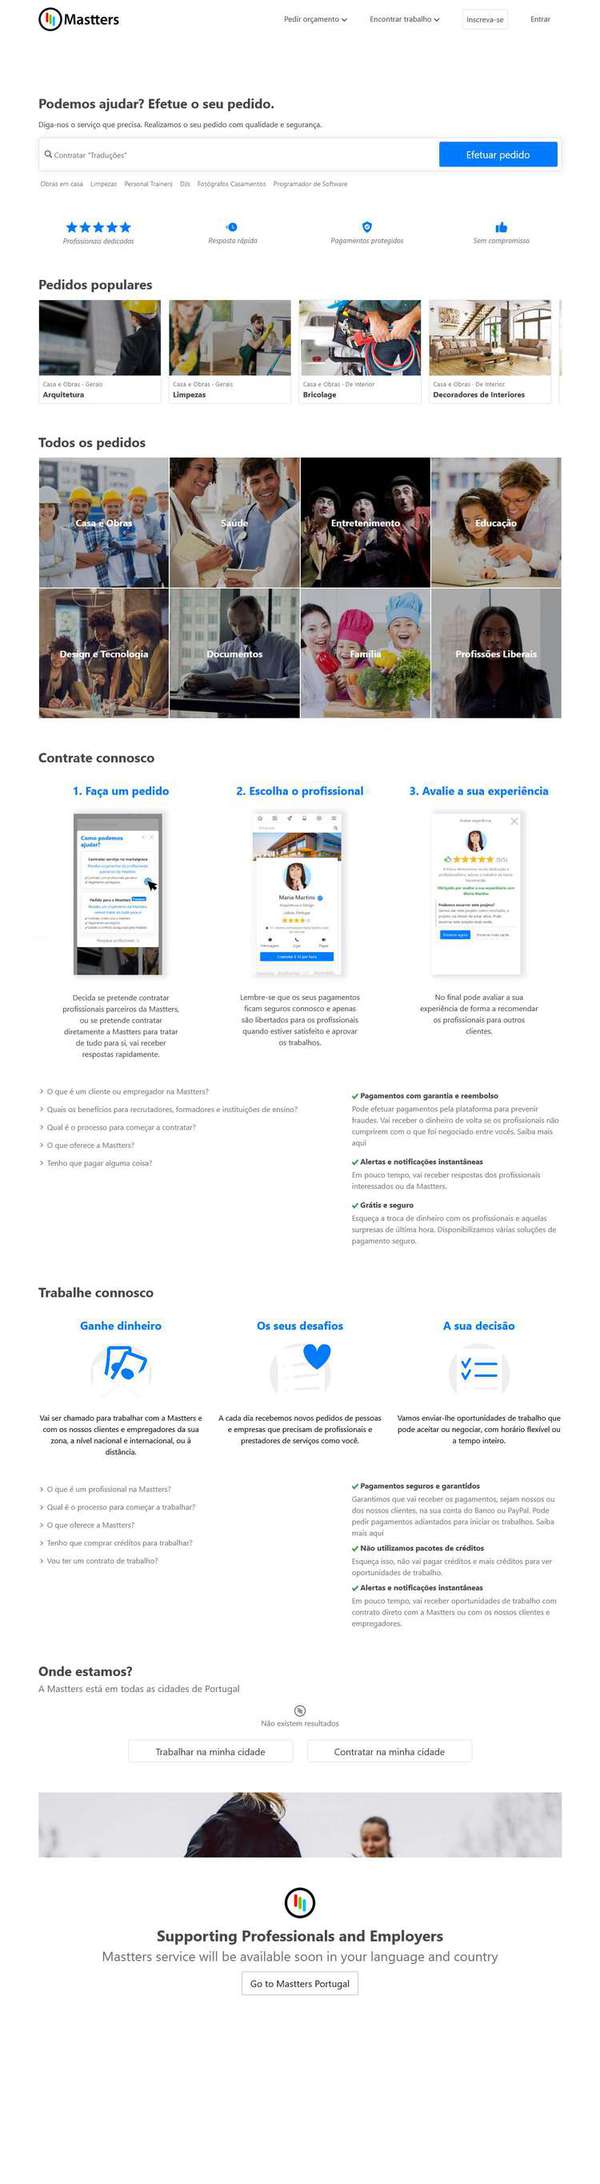 Mastters
Pedir orçamento
Encontrar trabalho
Inscreva-se
Entrar
Podemos ajudar? Efetue o seu pedido.
Diga-nos o serviço que precisa. Realizamos o seu pedido com qualidade e segurança.
Contratar "Traduções"
Efetuar pedido
Obras em casa Limpezas Personal Trainers DJs Fotógrafos Casamentos Programador de Software
Profissionais dedicados
Resposta rápida
Pagamentos protegidos
Sem compromisso
Pedidos populares
Casa e Obras - Gerais
Arquitetura
Casa e Obras - Gerais
Limpezas
Casa e Obras - De Interior
Bricolage
Casa e Obras - De Interior
Decoradores de Interiores
Todos os pedidos
Casa e Obras
Saúde
Entretenimento
Educação
Design e Tecnologia
Documentos
Família
Profissões Liberais
Contrate connosco
1. Faça um pedido
2. Escolha o profissional
3. Avalie a sua experiência
Como podemos
ajudar?
Maria Martins
(5/5)
Decida se pretende contratar
profissionais parceiros da Mastters,
ou se pretende contratar
diretamente a Mastters para tratar
de tudo para si, vai receber
respostas rapidamente.
Lembre-se que os seus pagamentos
ficam seguros connosco e apenas
são libertados para os profissionais
quando estiver satisfeito e aprovar
os trabalhos.
No final pode avaliar a sua
experiência de forma a recomendar
os profissionais para outros
clientes.
O que é um cliente ou empregador na Mastters?
Quais os benefícios para recrutadores, formadores e instituições de ensino?
Qual é o processo para começar a contratar?
O que oferece a Mastters?
Tenho que pagar alguma coisa?
Pagamentos com garantia e reembolso
Pode efetuar pagamentos pela plataforma para prevenir
fraudes. Vai receber o dinheiro de volta se os profissionais não
cumprirem com o que foi negociado entre vocês. Saiba mais
aqui
Alertas e notificações instantâneas
Em pouco tempo, vai receber respostas dos profissionais
interessados ou da Mastters.
Grátis e seguro
Esqueça a troca de dinheiro com os profissionais e aquelas
surpresas de última hora. Disponibilizamos várias soluções de
pagamento seguro.
Trabalhe connosco
Ganhe dinheiro
Os seus desafios
A sua decisão
Vai ser chamado para trabalhar com a Mastters e
com os nossos clientes e empregadores da sua
zona, a nível nacional e internacional, ou à
distância.
A cada dia recebemos novos pedidos de pessoas
e empresas que precisam de profissionais e
prestadores de serviços como você.
Vamos enviar-lhe oportunidades de trabalho que
pode aceitar ou negociar, com horário flexível ou
a tempo inteiro.
O que é um profissional na Mastters?
Qual é o processo para começar a trabalhar?
O que oferece a Mastters?
Tenho que comprar créditos para trabalhar?
Vou ter um contrato de trabalho?
Pagamentos seguros e garantidos
Garantimos que vai receber os pagamentos, sejam nossos ou
dos nossos clientes, na sua conta do Banco ou PayPal. Pode
pedir pagamentos adiantados para iniciar os trabalhos. Saiba
mais aqui
Não utilizamos pacotes de créditos
Esqueça isso, não vai pagar créditos e mais créditos para ver
oportunidades de trabalho.
Alertas e notificações instantâneas
Em pouco tempo, vai receber oportunidades de trabalho com
contrato direto com a Mastters ou com os nossos clientes e
empregadores.
Onde estamos?
A Mastters está em todas as cidades de Portugal
Não existem resultados
Trabalhar na minha cidade
Contratar na minha cidade
Supporting Professionals and Employers
Mastters service will be available soon in your language and country
Go to Mastters Portugal